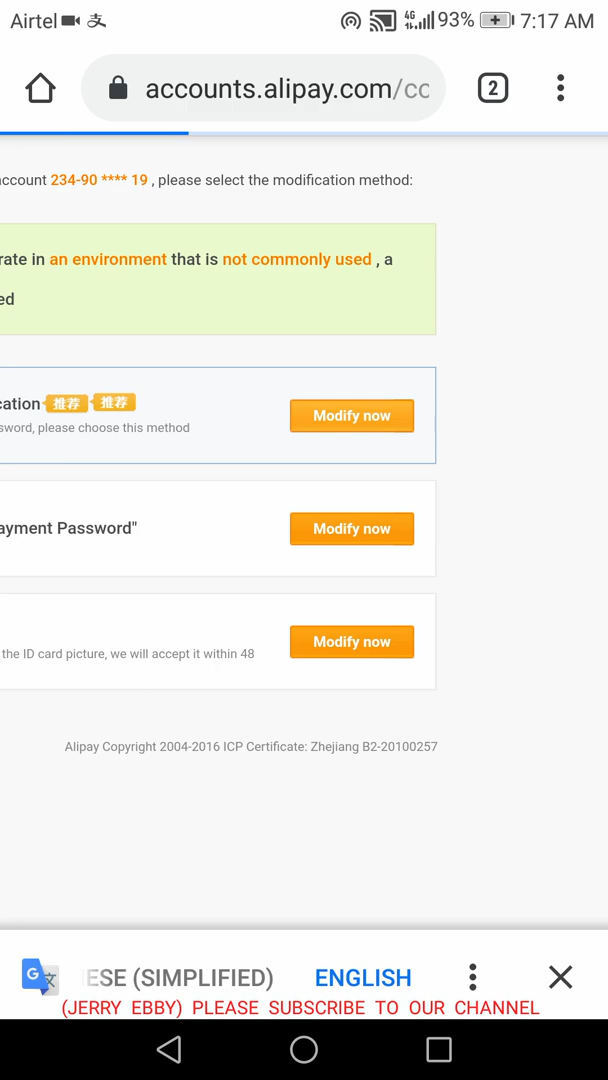 Airtel 4G 93% 7:17 AM
accounts.alipay.com/cc
2
account 234-90 **** 19 , please select the modification method:
rate in an environment that is not commonly used , a
ed
cation 推荐 推荐
sword, please choose this method
Modify now
ayment Password"
Modify now
the ID card picture, we will accept it within 48
Modify now
Alipay Copyright 2004-2016 ICP Certificate: Zhejiang B2-20100257
ESE (SIMPLIFIED) ENGLISH
(JERRY EBBY) PLEASE SUBSCRIBE TO OUR CHANNEL